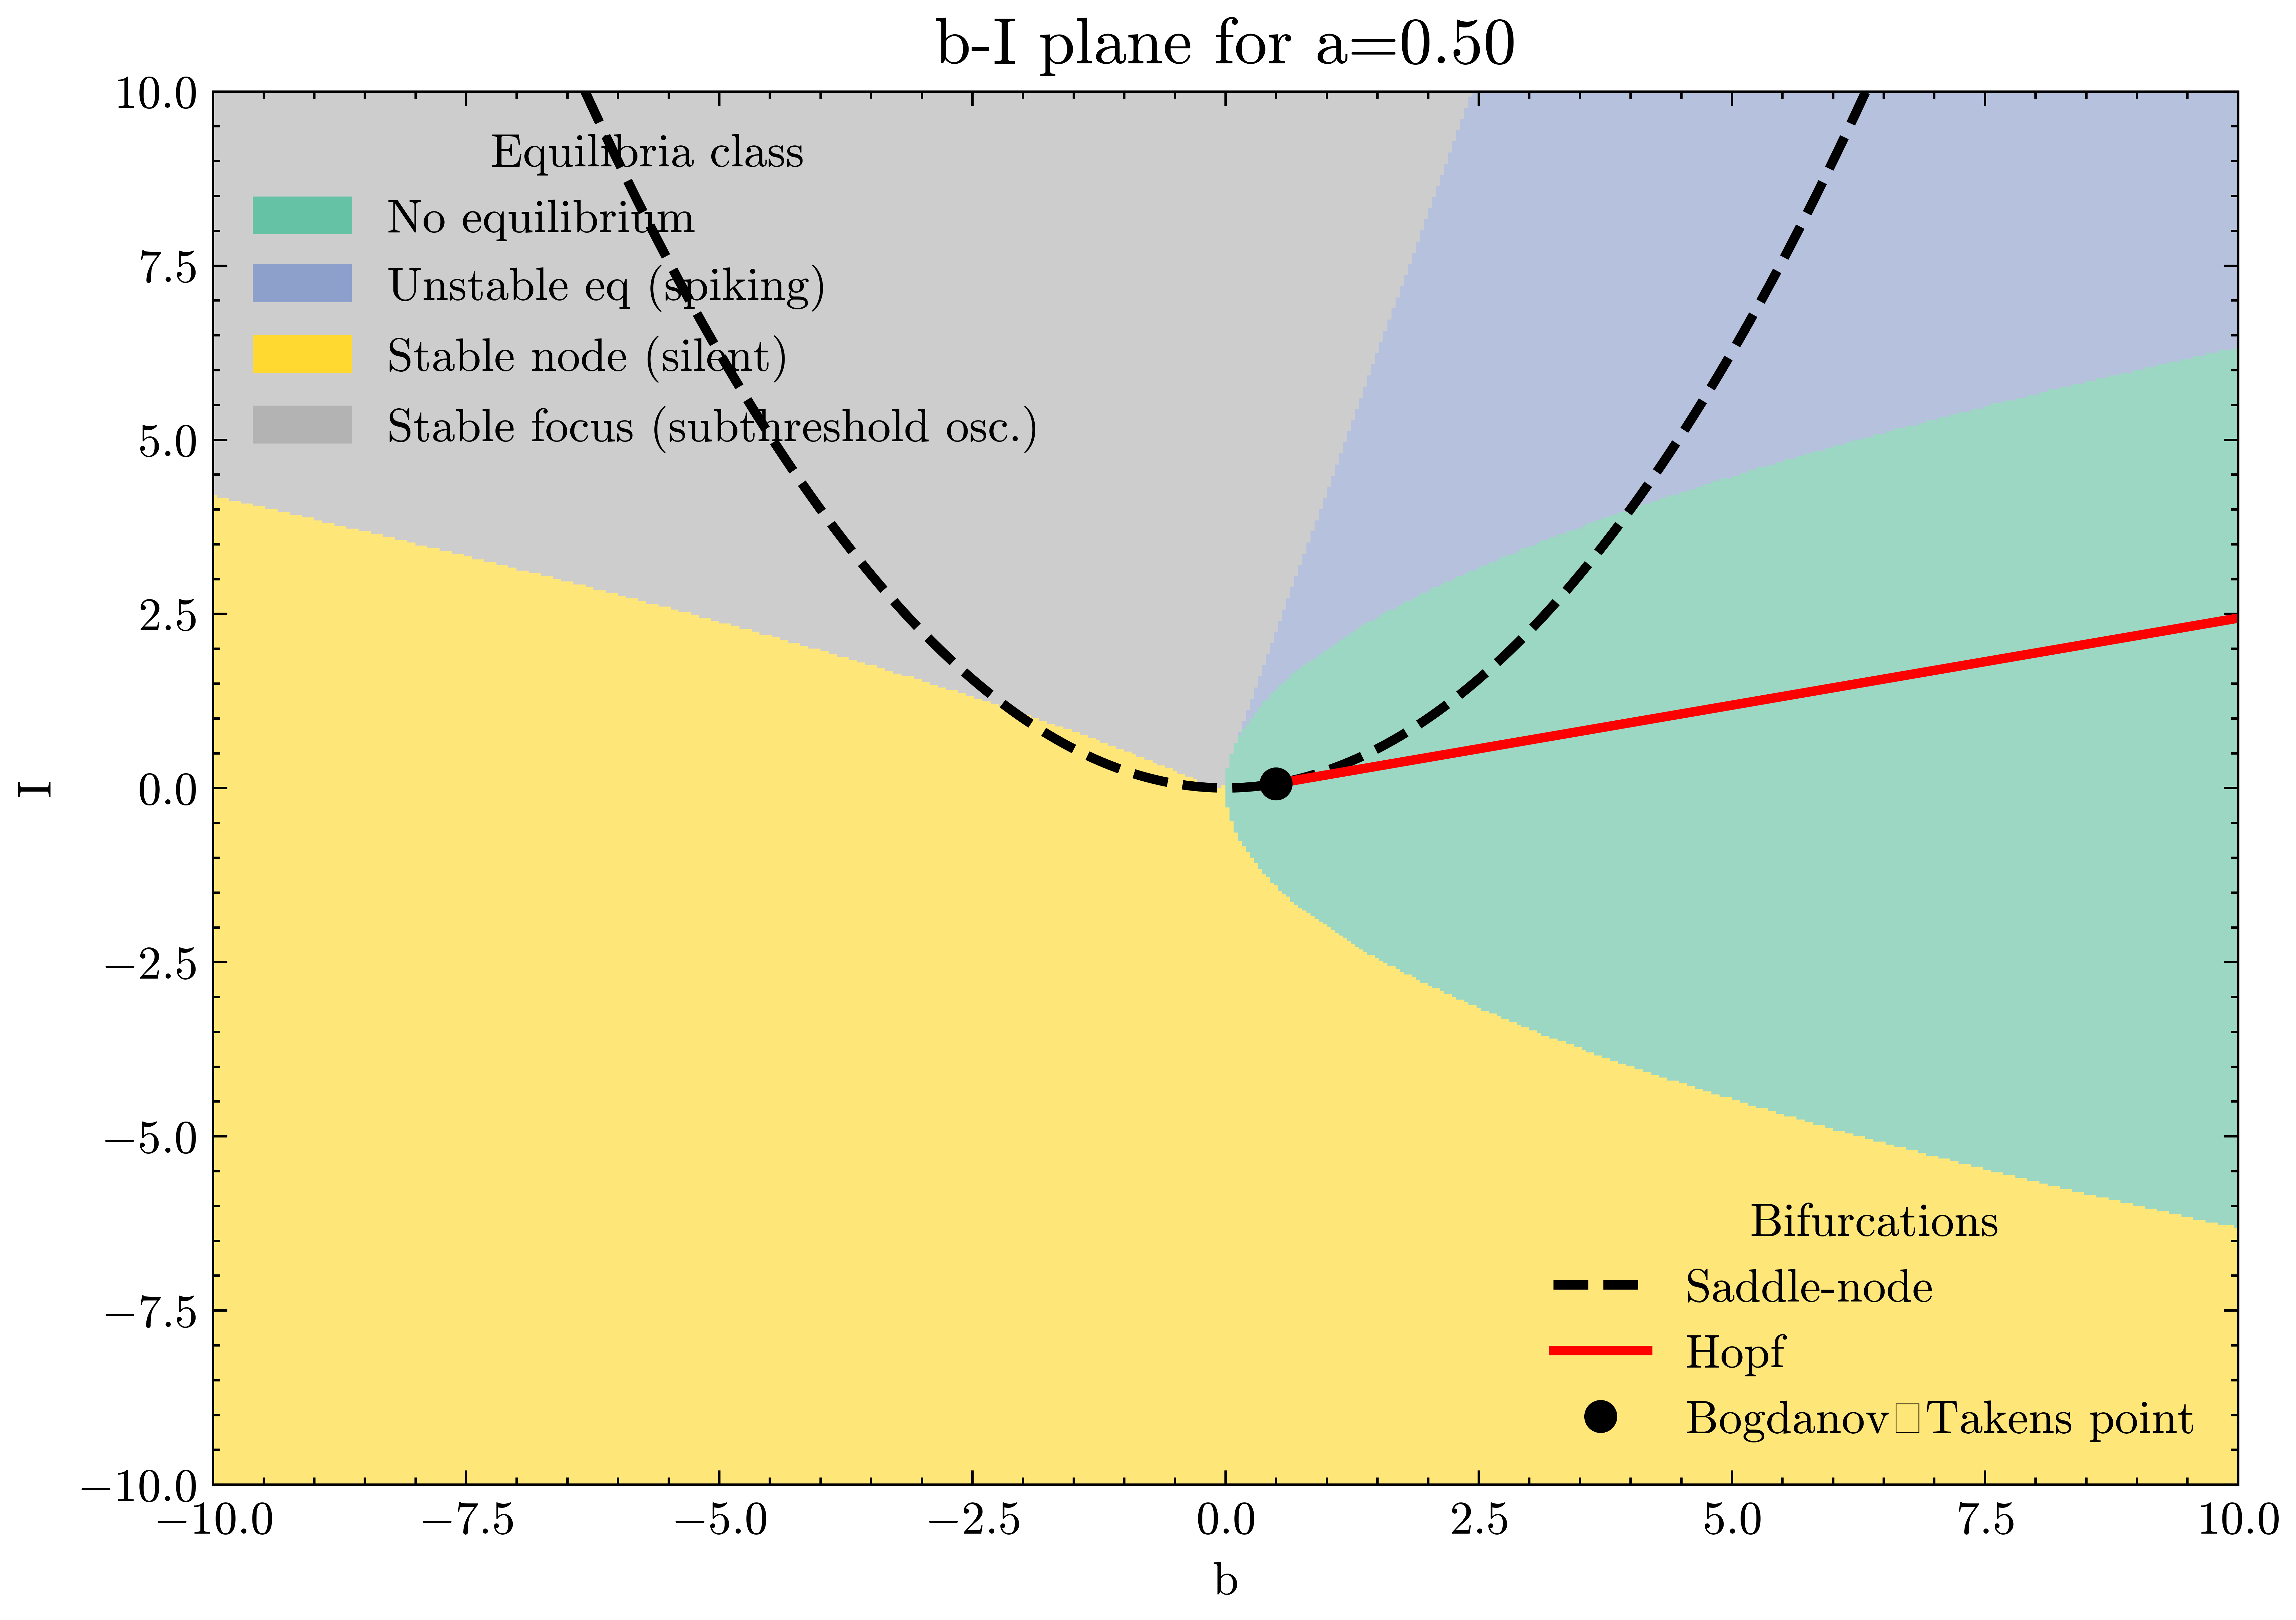 b-I plane for a=0.50
Equilibria class
No equilibrium
Unstable eq (spiking)
Stable node (silent)
Stable focus (subthreshold osc.)
10.0
7.5
5.0
2.5
0.0
−2.5
−5.0
−7.5
−10.0
I
Bifurcations
Saddle-node
Hopf
Bogdanov□Takens point
−10.0 −7.5 −5.0 −2.5 0.0 2.5 5.0 7.5 10.0
b